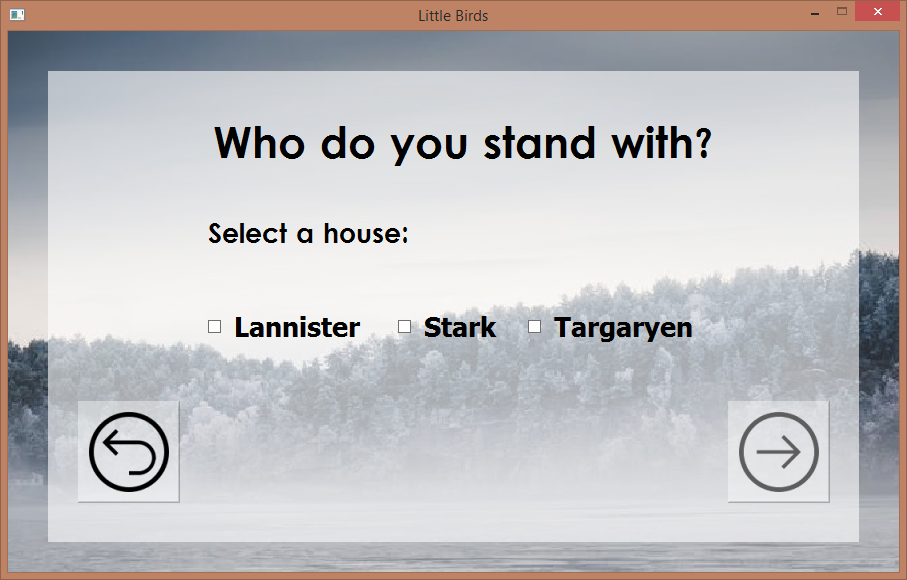 Little Birds
Who do you stand with?
Select a house:
Lannister Stark Targaryen